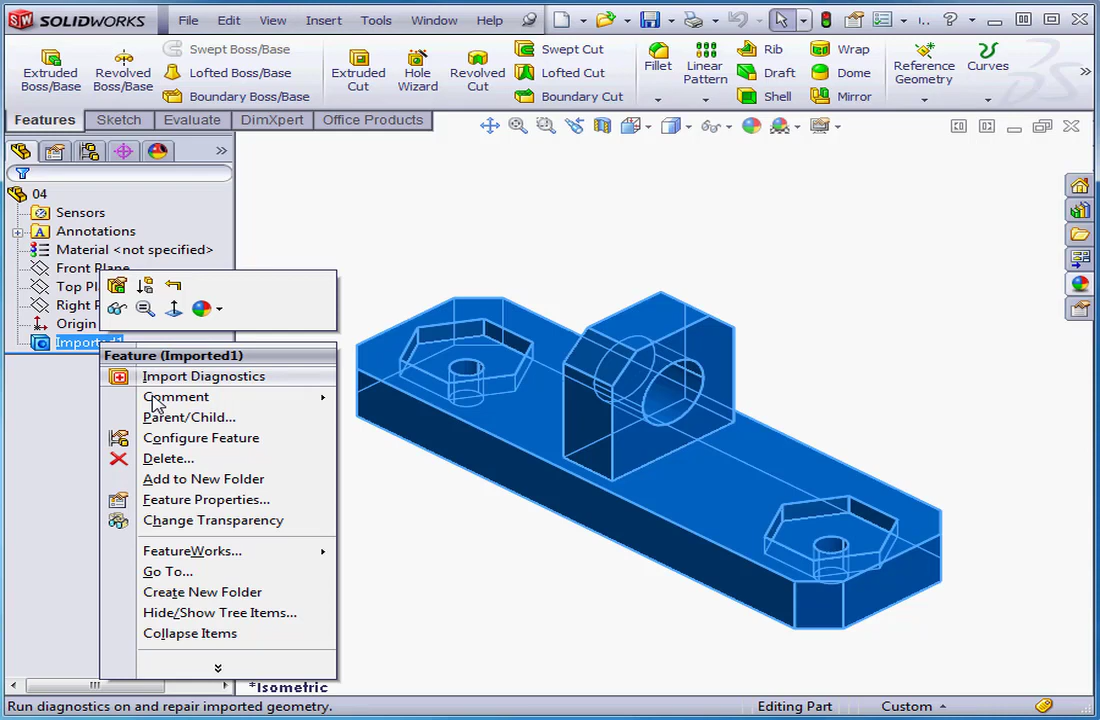 SOLIDWORKS File Edit View Insert Tools Window Help
Extruded Boss/Base
Revolved Boss/Base
Swept Boss/Base
Lofted Boss/Base
Boundary Boss/Base
Extruded Cut
Hole Wizard
Revolved Cut
Swept Cut
Lofted Cut
Boundary Cut
Fillet
Linear Pattern
Rib
Draft
Shell
Wrap
Dome
Mirror
Reference Geometry
Curves
Features Sketch Evaluate DimXpert Office Products
04
Sensors
Annotations
Material <not specified>
Front Plane
Top Pl
Right P
Origin
Imported1
Feature (Imported1)
Import Diagnostics
Comment
Parent/Child...
Configure Feature
Delete...
Add to New Folder
Feature Properties...
Change Transparency
FeatureWorks...
Go To...
Create New Folder
Hide/Show Tree Items...
Collapse Items
*Isometric
Run diagnostics on and repair imported geometry. Editing Part Custom